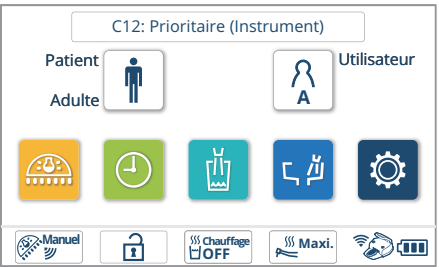 C12: Prioritaire (Instrument)
Patient
Utilisateur
Adulte
A
Manuel
Chauffage
OFF
Maxi.